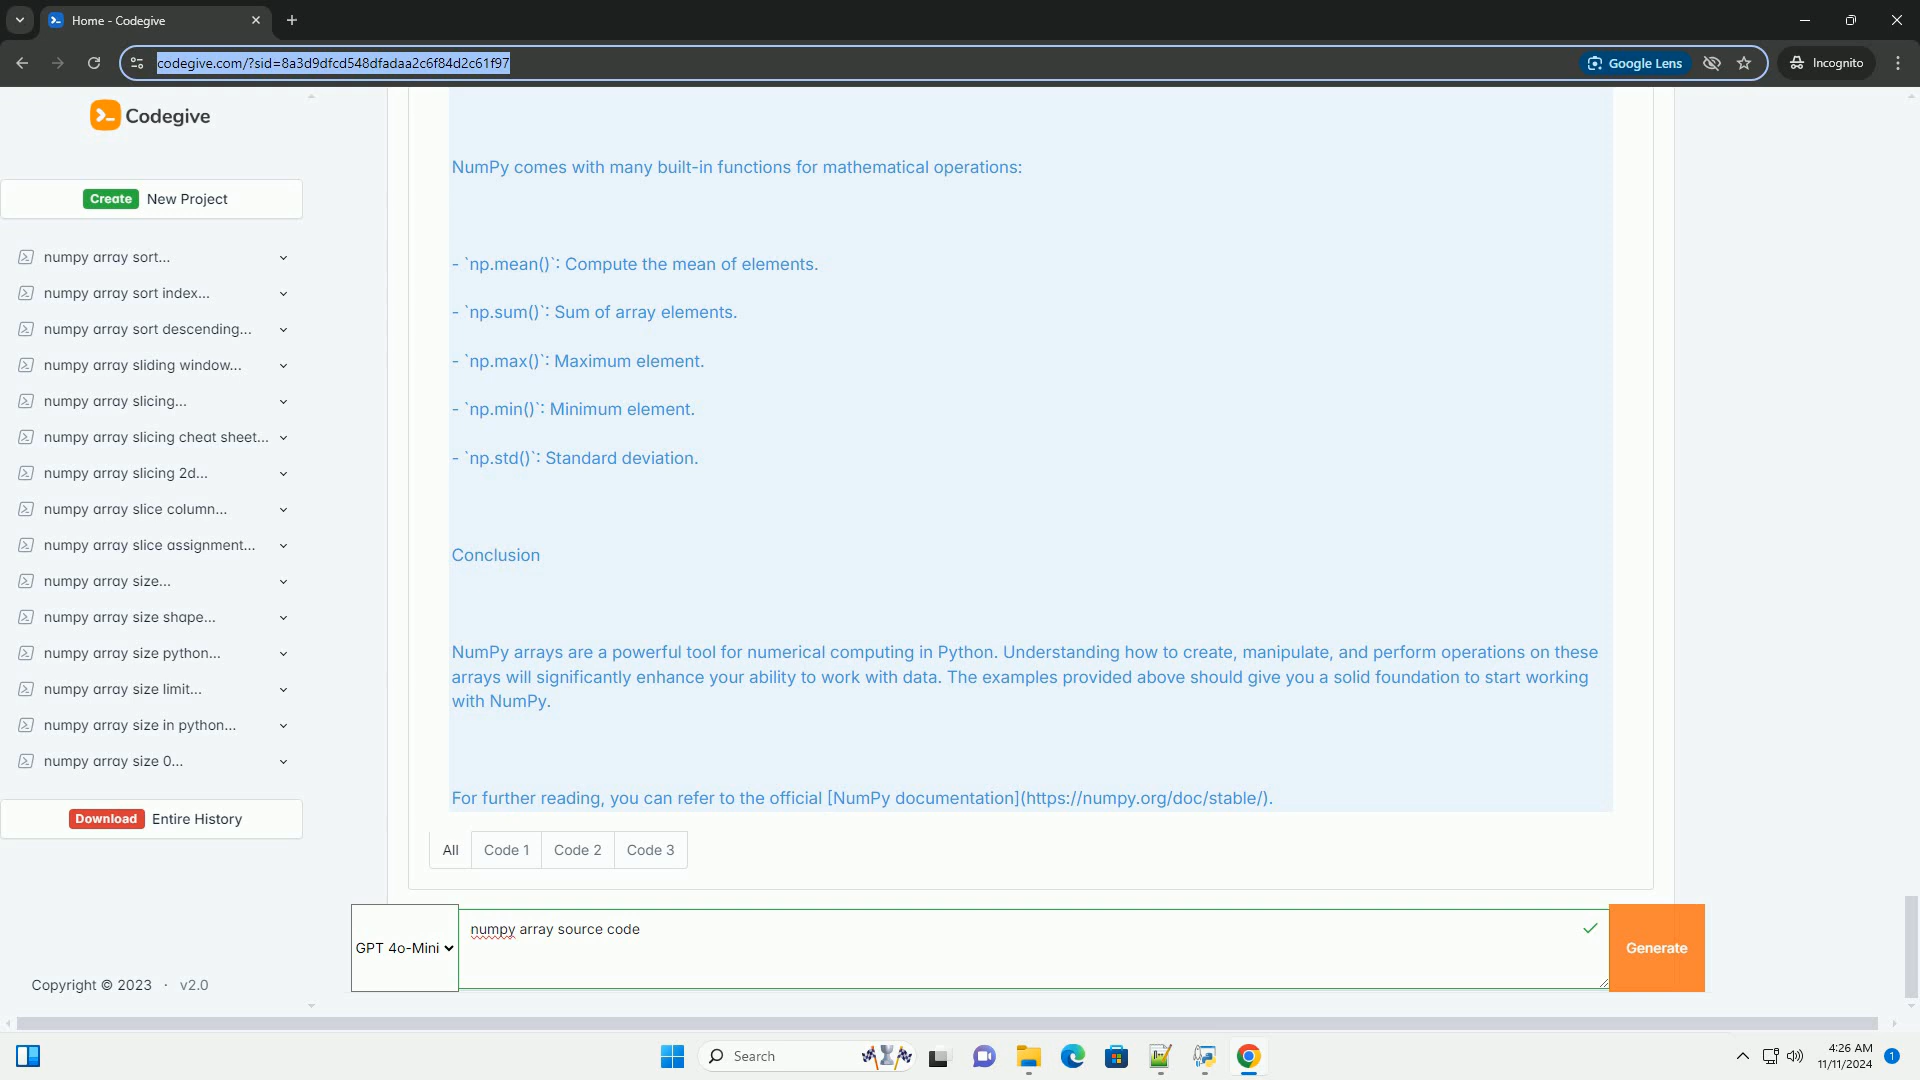 Home - Codegive
codegive.com/?sid=8a3d9dfcd548dfadaa2c6f84d2c61f97
Google Lens
Incognito
Codegive
Create New Project
numpy array sort...
numpy array sort index...
numpy array sort descending...
numpy array sliding window...
numpy array slicing...
numpy array slicing cheat sheet...
numpy array slicing 2d...
numpy array slice column...
numpy array slice assignment...
numpy array size...
numpy array size shape...
numpy array size python...
numpy array size limit...
numpy array size in python...
numpy array size 0...
Download Entire History
Copyright © 2023 · v2.0
NumPy comes with many built-in functions for mathematical operations:
- `np.mean()`: Compute the mean of elements.
- `np.sum()`: Sum of array elements.
- `np.max()`: Maximum element.
- `np.min()`: Minimum element.
- `np.std()`: Standard deviation.
Conclusion
NumPy arrays are a powerful tool for numerical computing in Python. Understanding how to create, manipulate, and perform operations on these
arrays will significantly enhance your ability to work with data. The examples provided above should give you a solid foundation to start working
with NumPy.
For further reading, you can refer to the official [NumPy documentation](https://numpy.org/doc/stable/).
All Code 1 Code 2 Code 3
GPT 4o-Mini
numpy array source code
Generate
Search
4:26 AM
11/11/2024
1